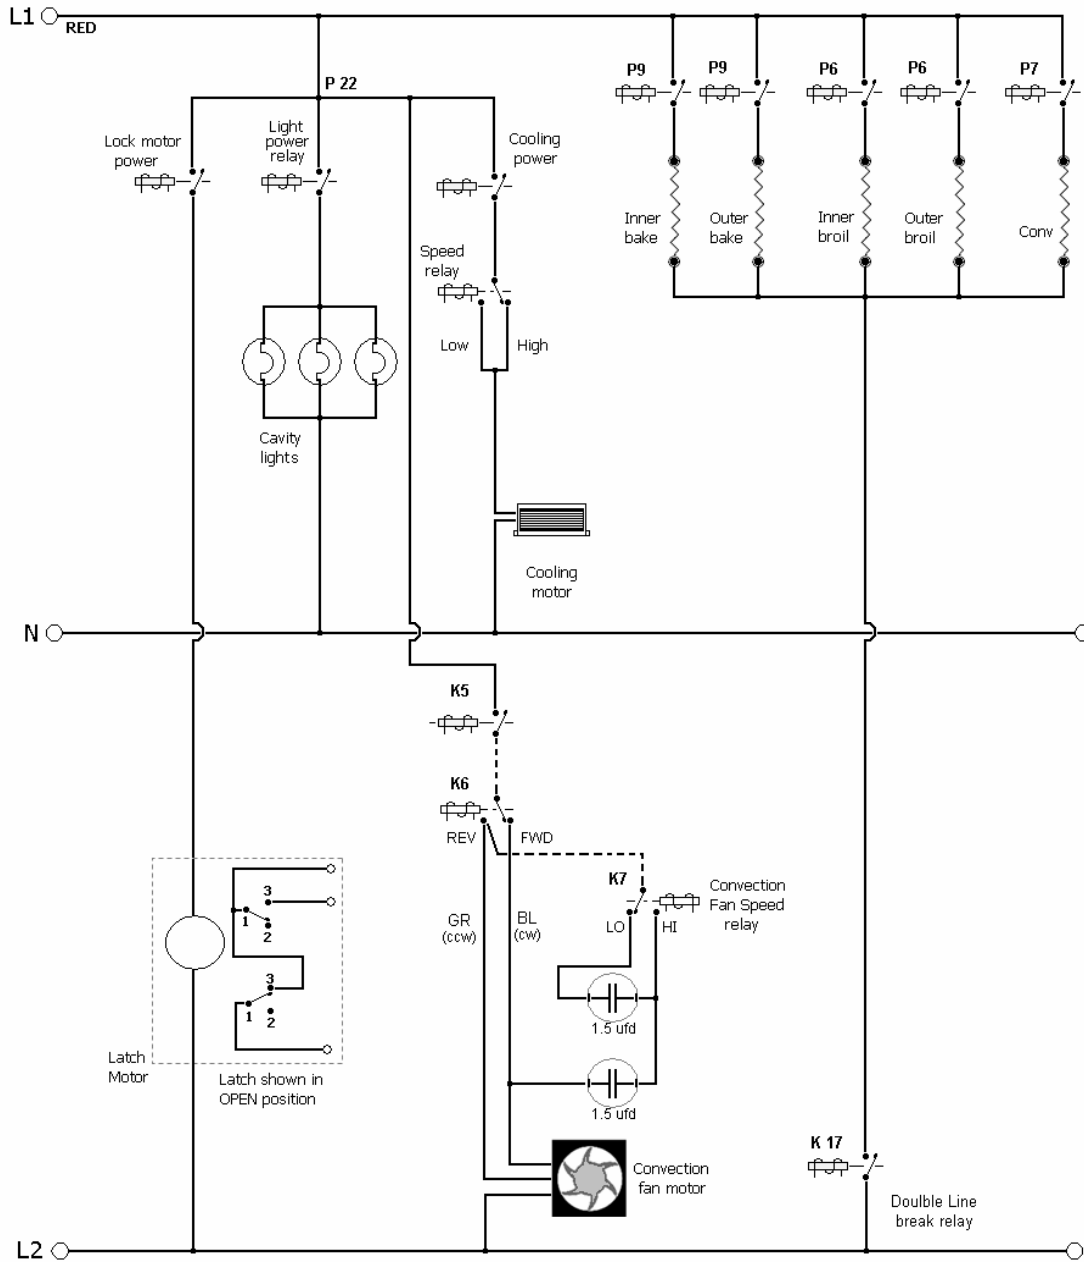 L1
RED
P 22
P9
P9
P6
P6
P7
Lock motor
power
Light
power
relay
Cooling
power
Speed
relay
Inner
bake
Outer
bake
Inner
broil
Outer
broil
Conv
Low
High
Cavity
lights
Cooling
motor
N
K5
K6
REV
FWD
K7
Convection
Fan Speed
relay
LO
HI
GR
(ccw)
BL
(cw)
3
1
2
3
1
2
1.5 ufd
1.5 ufd
Latch
Motor
Latch shown in
OPEN position
K 17
Convection
fan motor
Doulble Line
break relay
L2